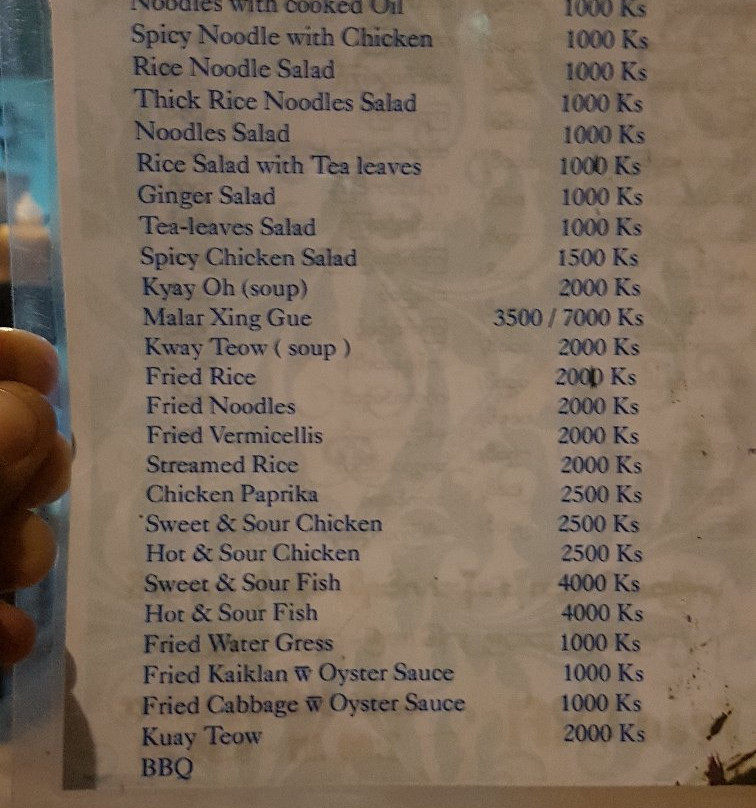 Noodles with cooked Oil 1000 Ks
Spicy Noodle with Chicken 1000 Ks
Rice Noodle Salad 1000 Ks
Thick Rice Noodles Salad 1000 Ks
Noodles Salad 1000 Ks
Rice Salad with Tea leaves 1000 Ks
Ginger Salad 1000 Ks
Tea-leaves Salad 1000 Ks
Spicy Chicken Salad 1500 Ks
Kyay Oh (soup) 2000 Ks
Malar Xing Gue 3500 / 7000 Ks
Kway Teow ( soup ) 2000 Ks
Fried Rice 2000 Ks
Fried Noodles 2000 Ks
Fried Vermicellis 2000 Ks
Streamed Rice 2000 Ks
Chicken Paprika 2500 Ks
Sweet & Sour Chicken 2500 Ks
Hot & Sour Chicken 2500 Ks
Sweet & Sour Fish 4000 Ks
Hot & Sour Fish 4000 Ks
Fried Water Gress 1000 Ks
Fried Kaiklan w̅ Oyster Sauce 1000 Ks
Fried Cabbage w̅ Oyster Sauce 1000 Ks
Kuay Teow 2000 Ks
BBQ